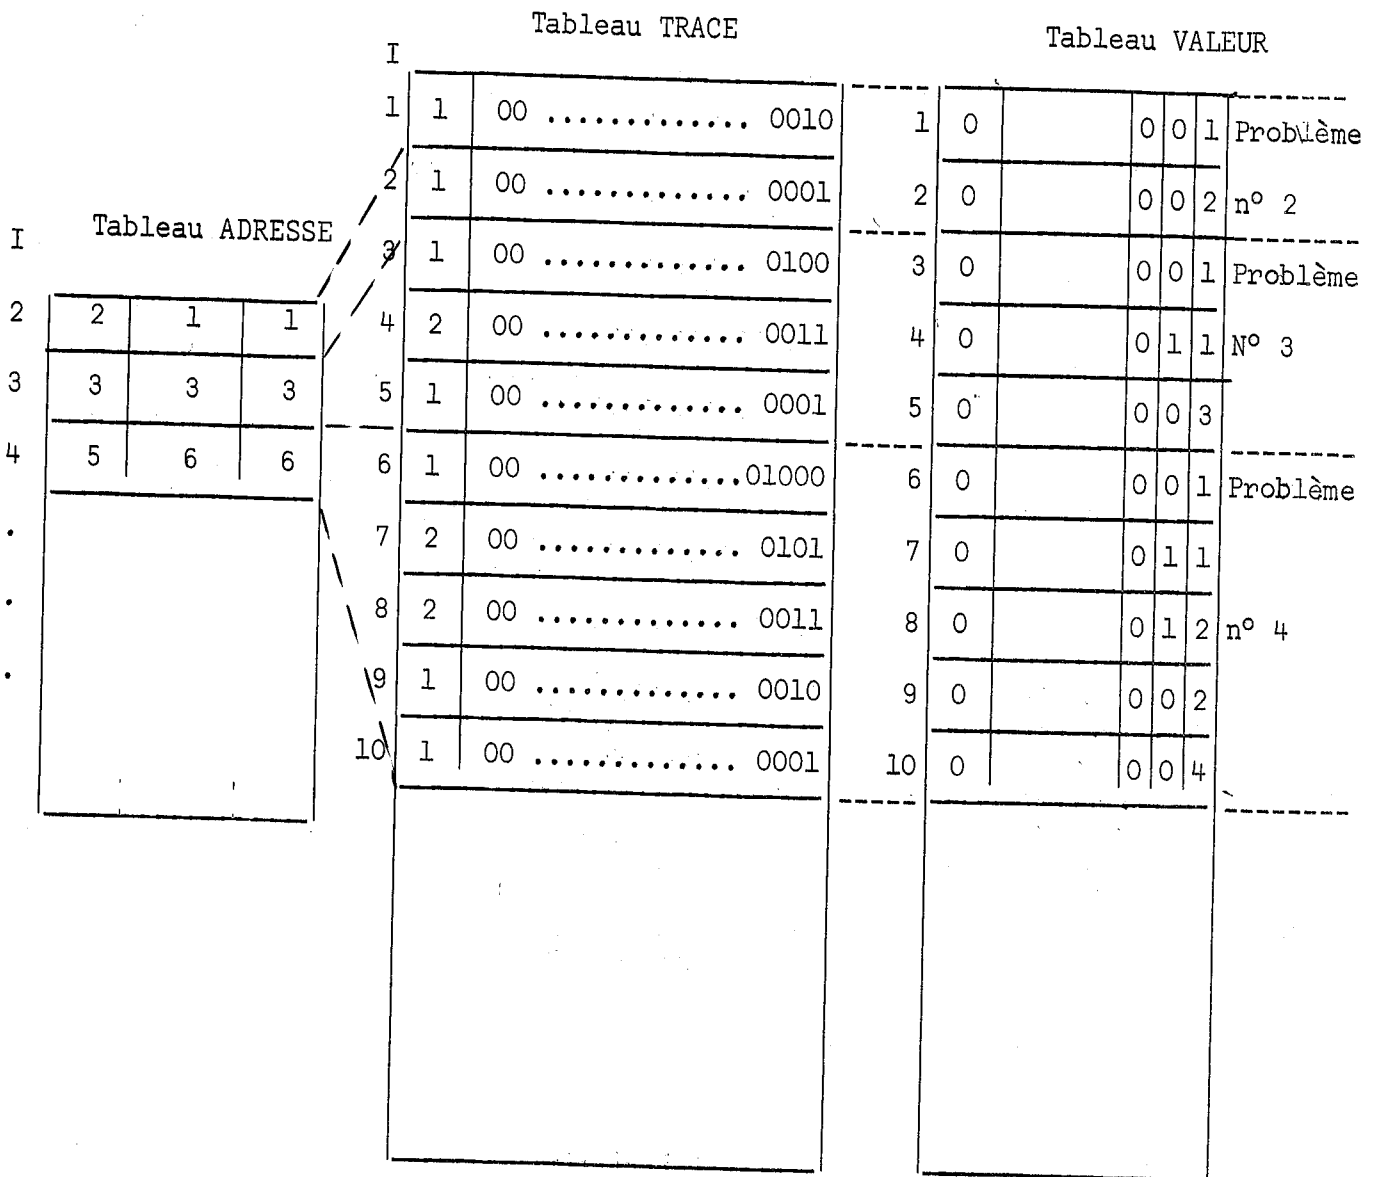 Tableau TRACE
Tableau VALEUR
Tableau ADRESSE
I
2 2 1 1
3 3 3 3
4 5 6 6
.
.
.
I
1 1 00 ............. 0010
2 1 00 ............. 0001
3 1 00 ............. 0100
4 2 00 ............. 0011
5 1 00 ............. 0001
6 1 00 .............01000
7 2 00 ............. 0101
8 2 00 ............. 0011
9 1 00 ............. 0010
10 1 00 ............. 0001
1 0 0 0 1 Problème
2 0 0 0 2 nº 2
3 0 0 0 1 Problème
4 0 0 1 1 Nº 3
5 0 0 0 3
6 0 0 0 1 Problème
7 0 0 1 1
8 0 0 1 2 nº 4
9 0 0 0 2
10 0 0 0 4